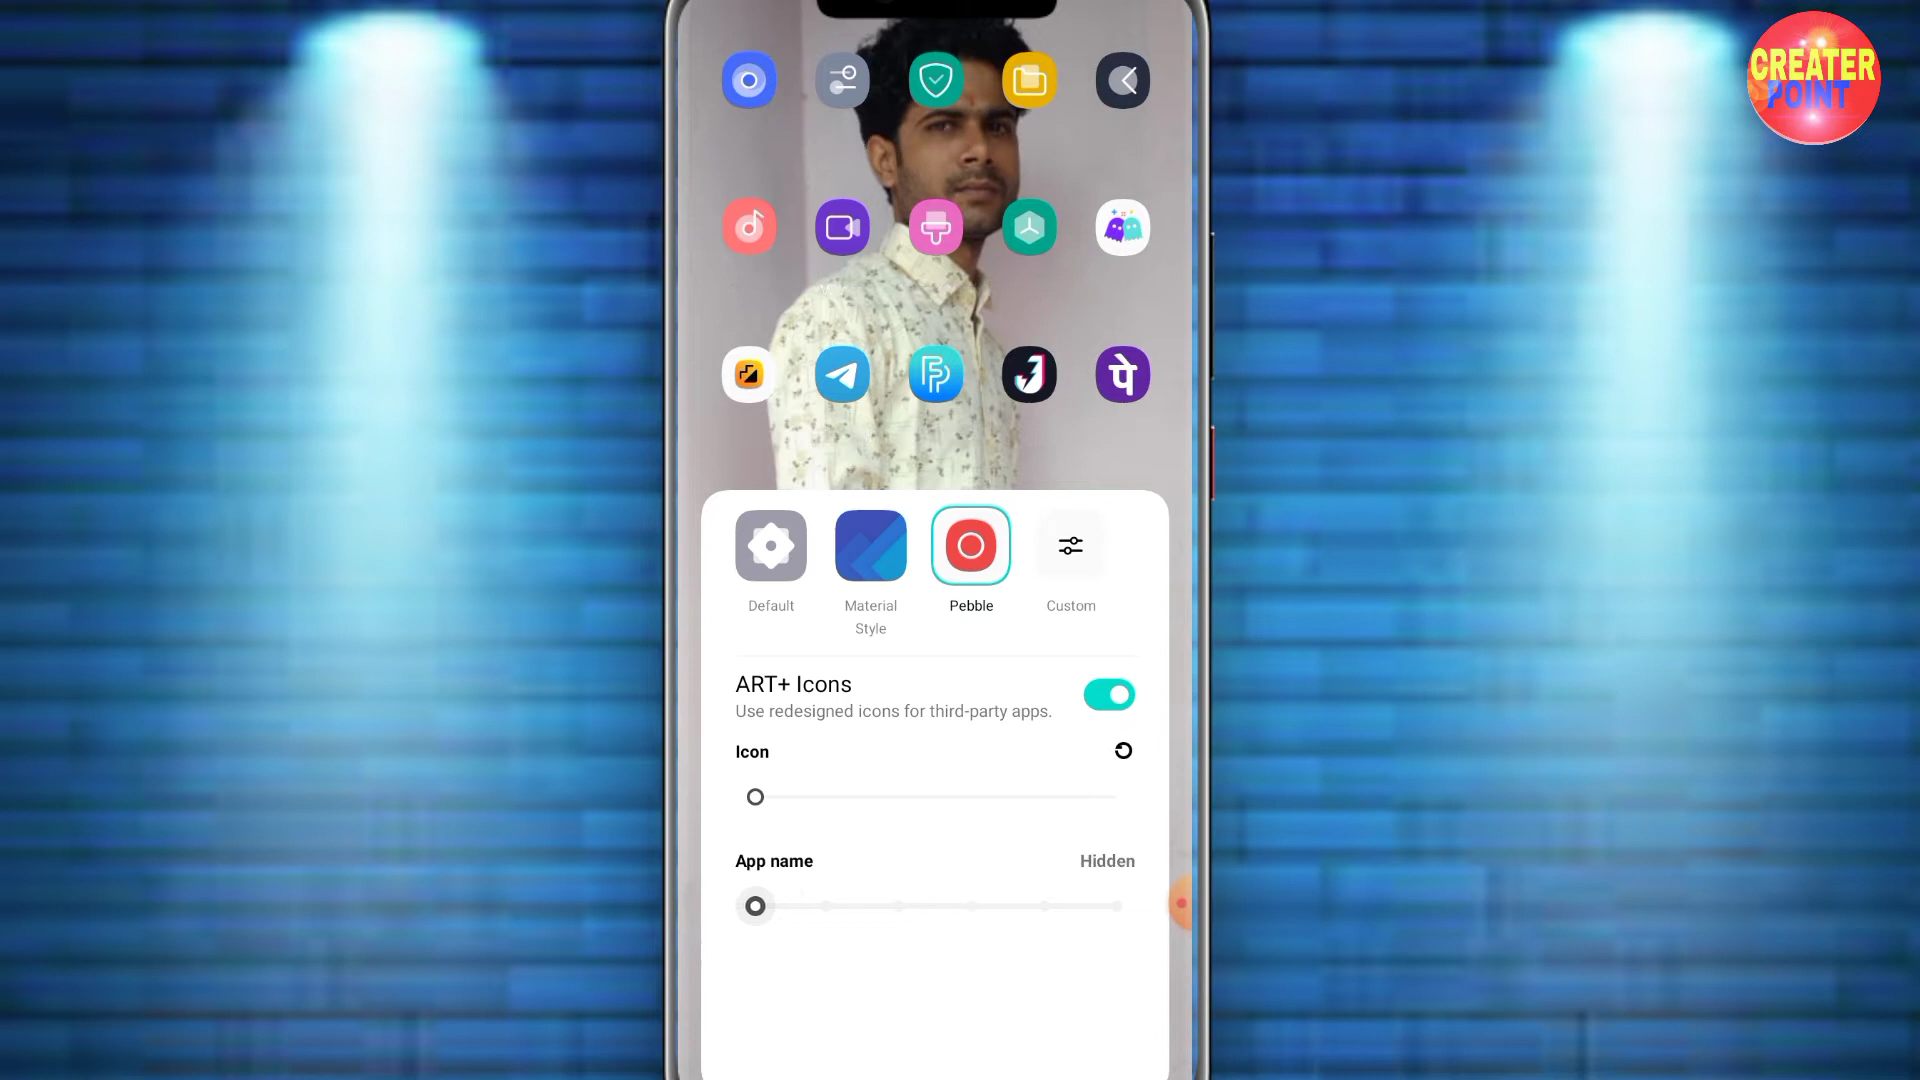 CREATER
POINT
पे
Default
Material
Style
Pebble
Custom
ART+ Icons
Use redesigned icons for third-party apps.
Icon
App name
Hidden